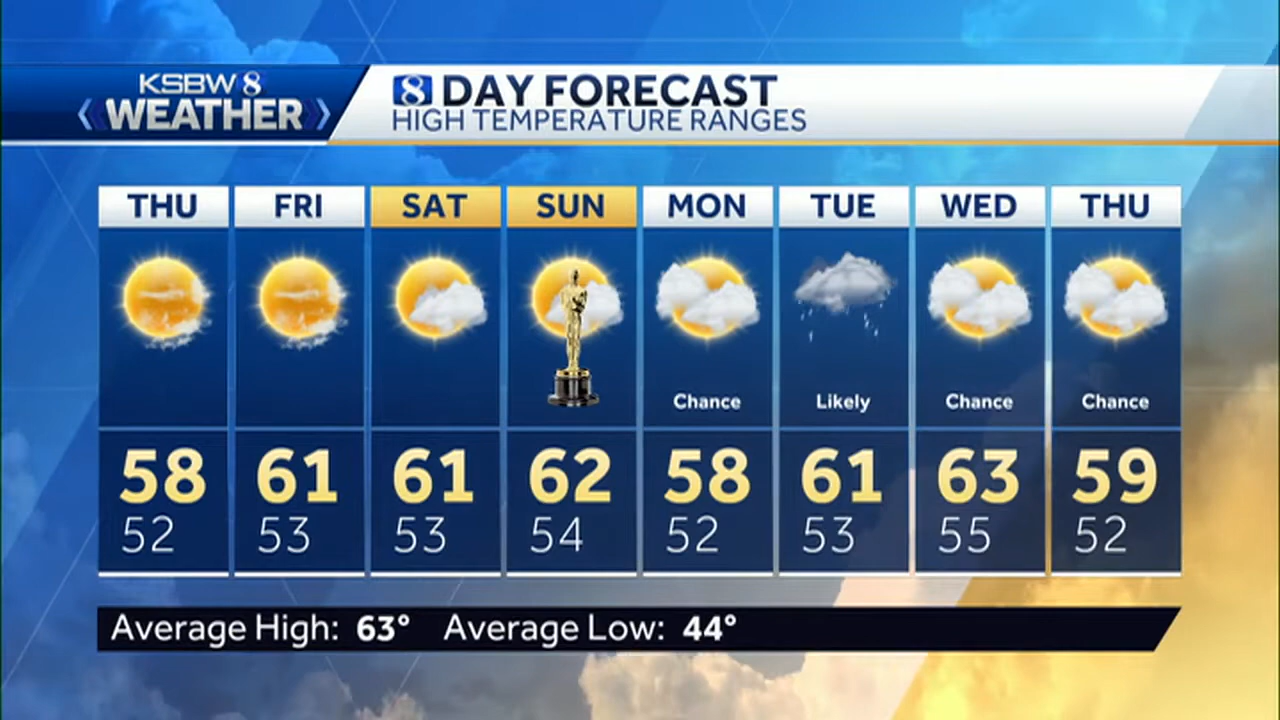 KSBW 8
WEATHER
8 DAY FORECAST
HIGH TEMPERATURE RANGES
THU FRI SAT SUN MON TUE WED THU
Chance Likely Chance Chance
58 61 61 62 58 61 63 59
52 53 53 54 52 53 55 52
Average High: 63° Average Low: 44°